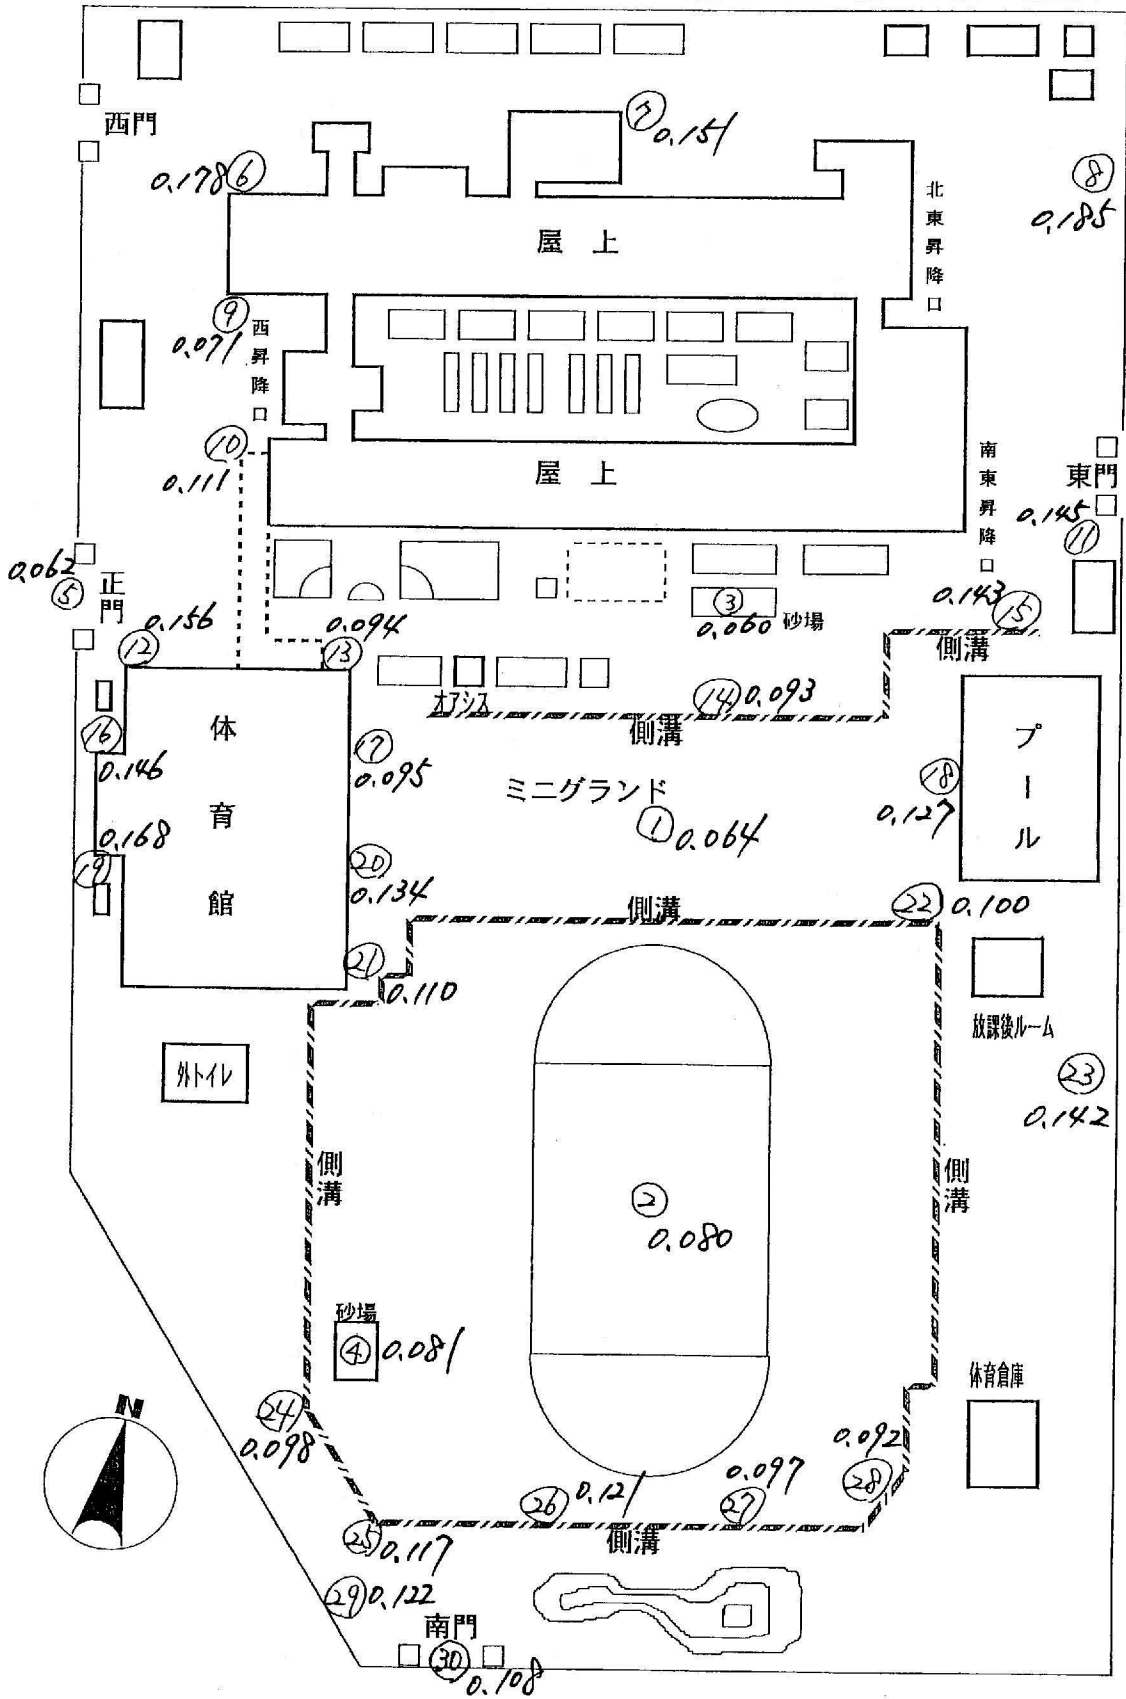 西門
⑦ 0.151
0.178 ⑥
⑧
0.185
北東昇降口
屋上
⑨
0.071
西昇降口
⑩
0.111
屋上
南東昇降口
東門
0.145
⑪
0.062
⑤
正門
③
0.060 砂場
0.143 ⑮
側溝
0.156
⑫
0.094
⑬
オアシス
⑭ 0.093
側溝
⑯
0.146
体育館
⑰
0.095
ミニグランド
① 0.064
⑱
0.127
プール
0.168
⑲
⑳
0.134
側溝
㉒ 0.100
㉑
0.110
放課後ルーム
外トイレ
㉓
0.142
側溝
側溝
②
0.080
砂場
④ 0.081
体育倉庫
N
㉔
0.098
㉖ 0.121
0.097
㉗
0.092
㉘
側溝
㉕ 0.117
㉙ 0.122
南門
㉚ 0.108